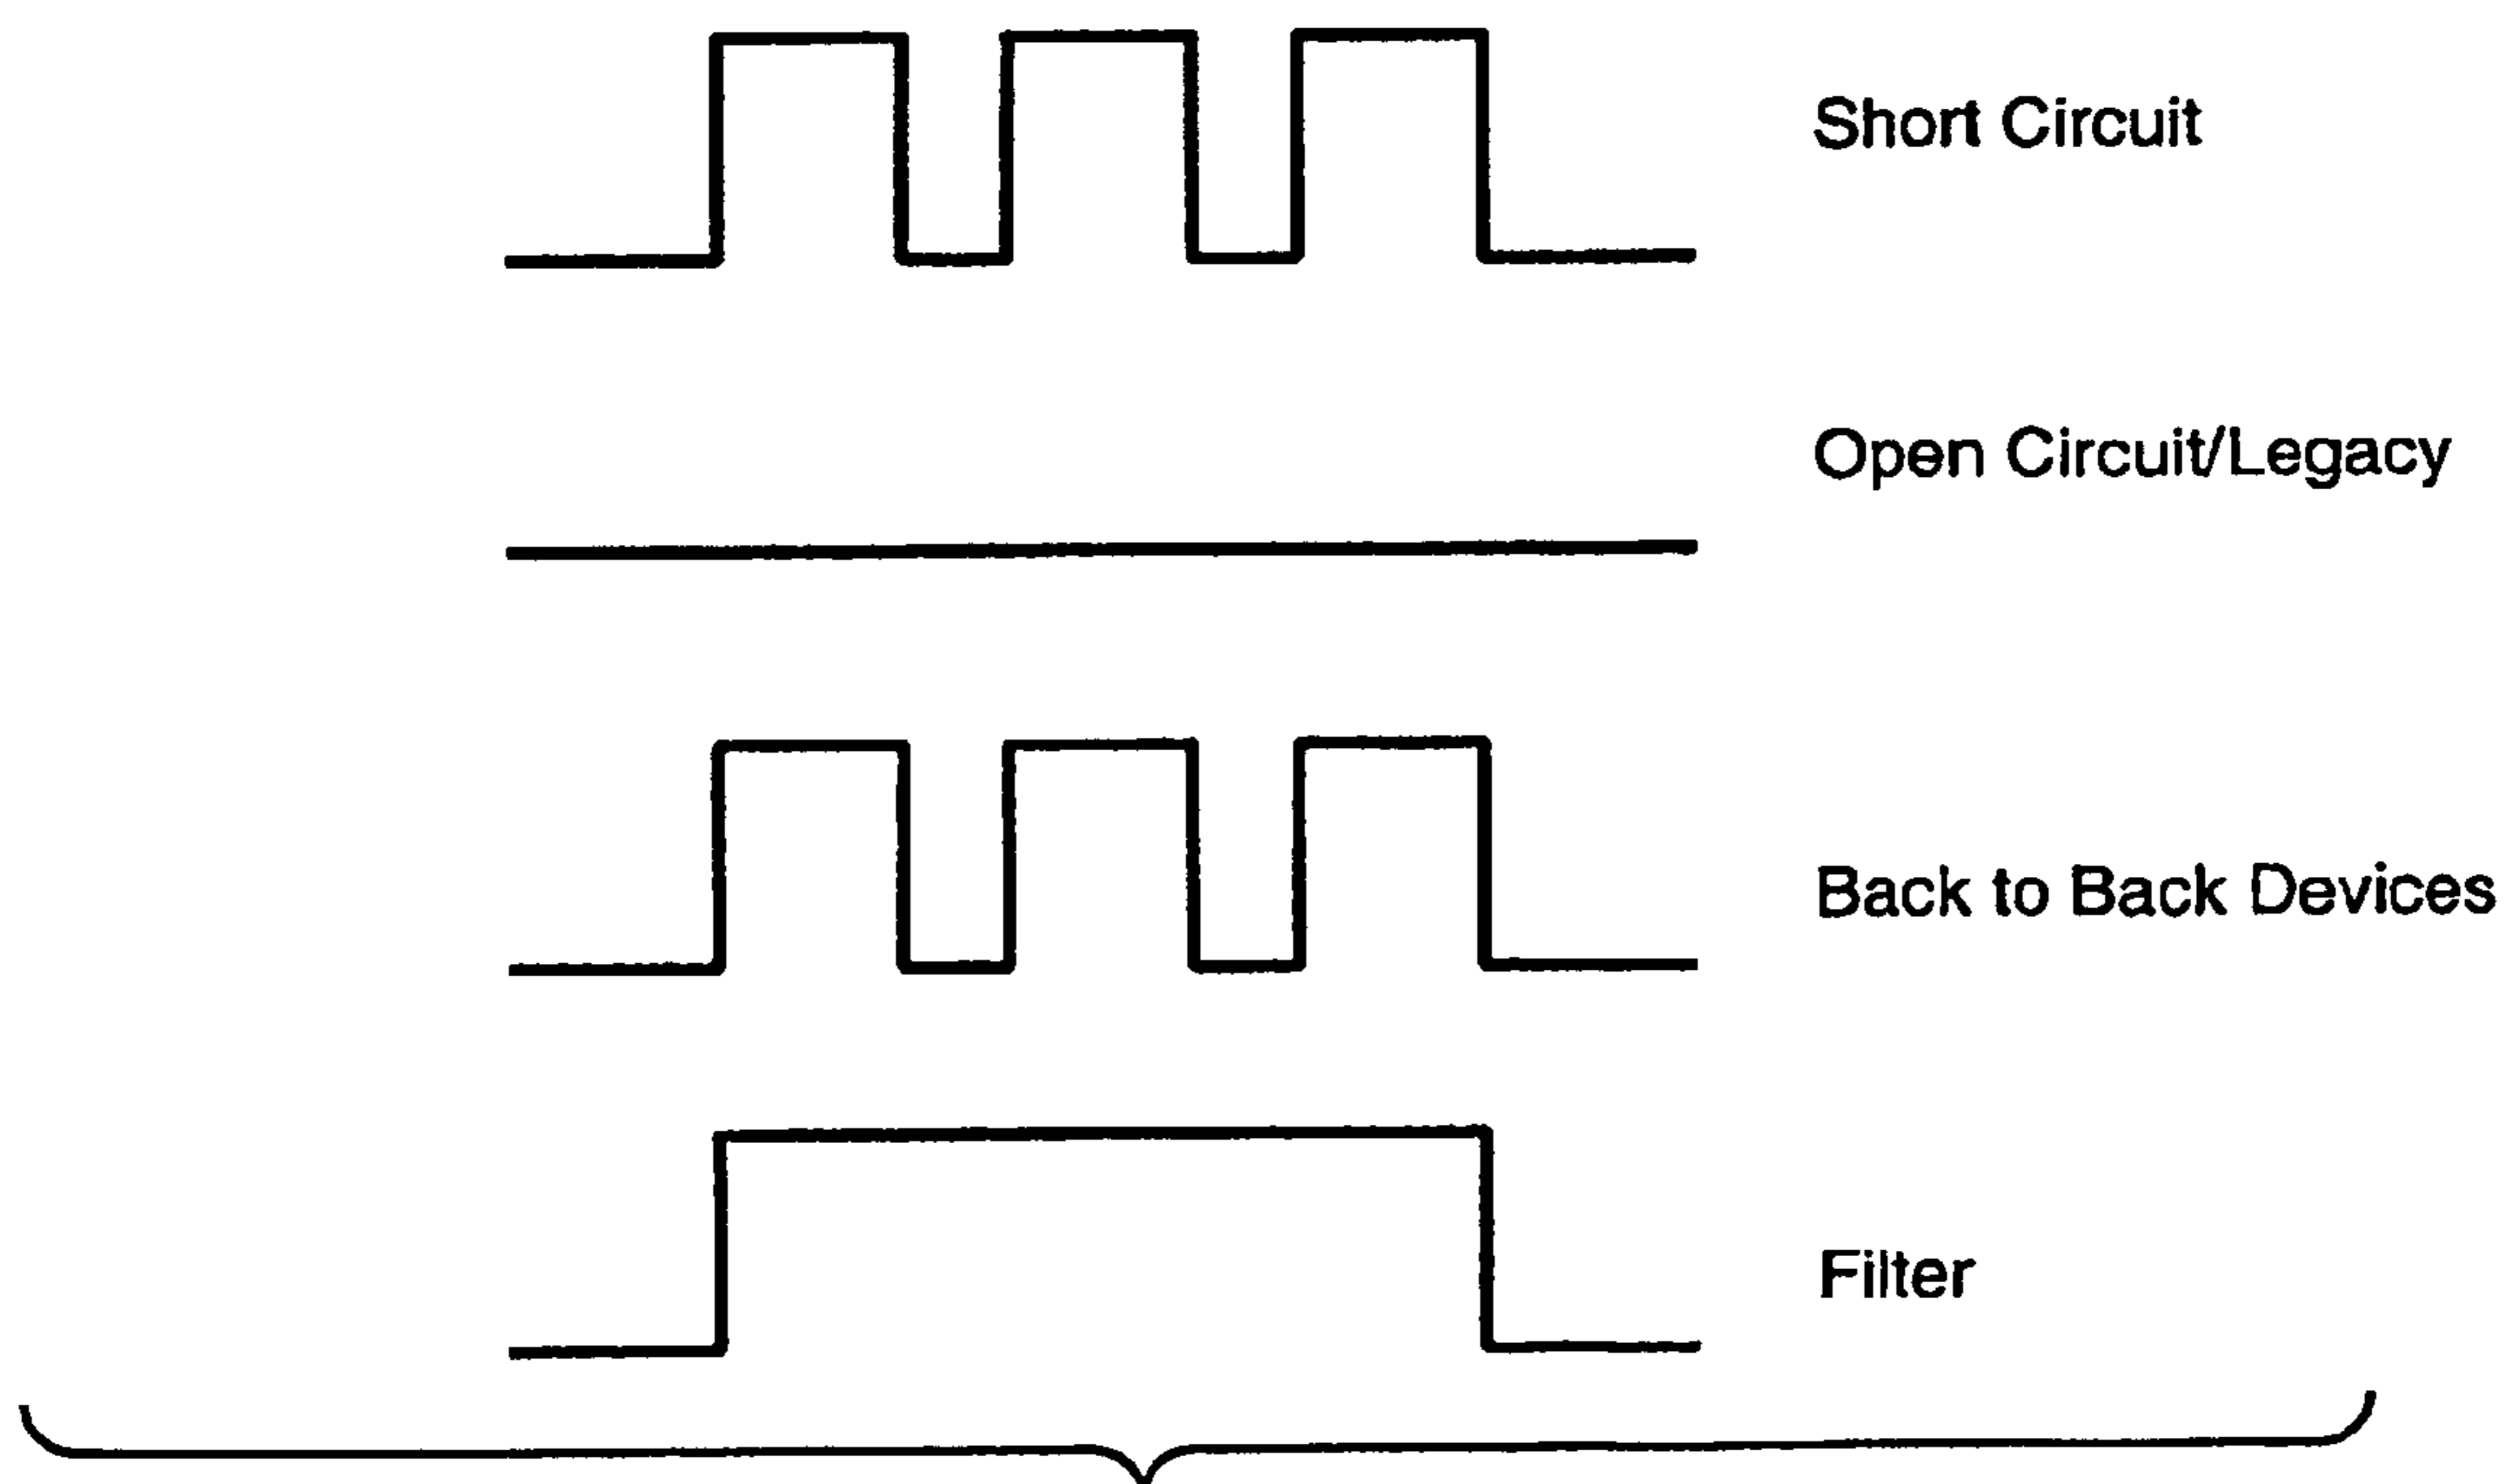 Short Circuit
Open Circuit/Legacy
Back to Back Devices
Filter